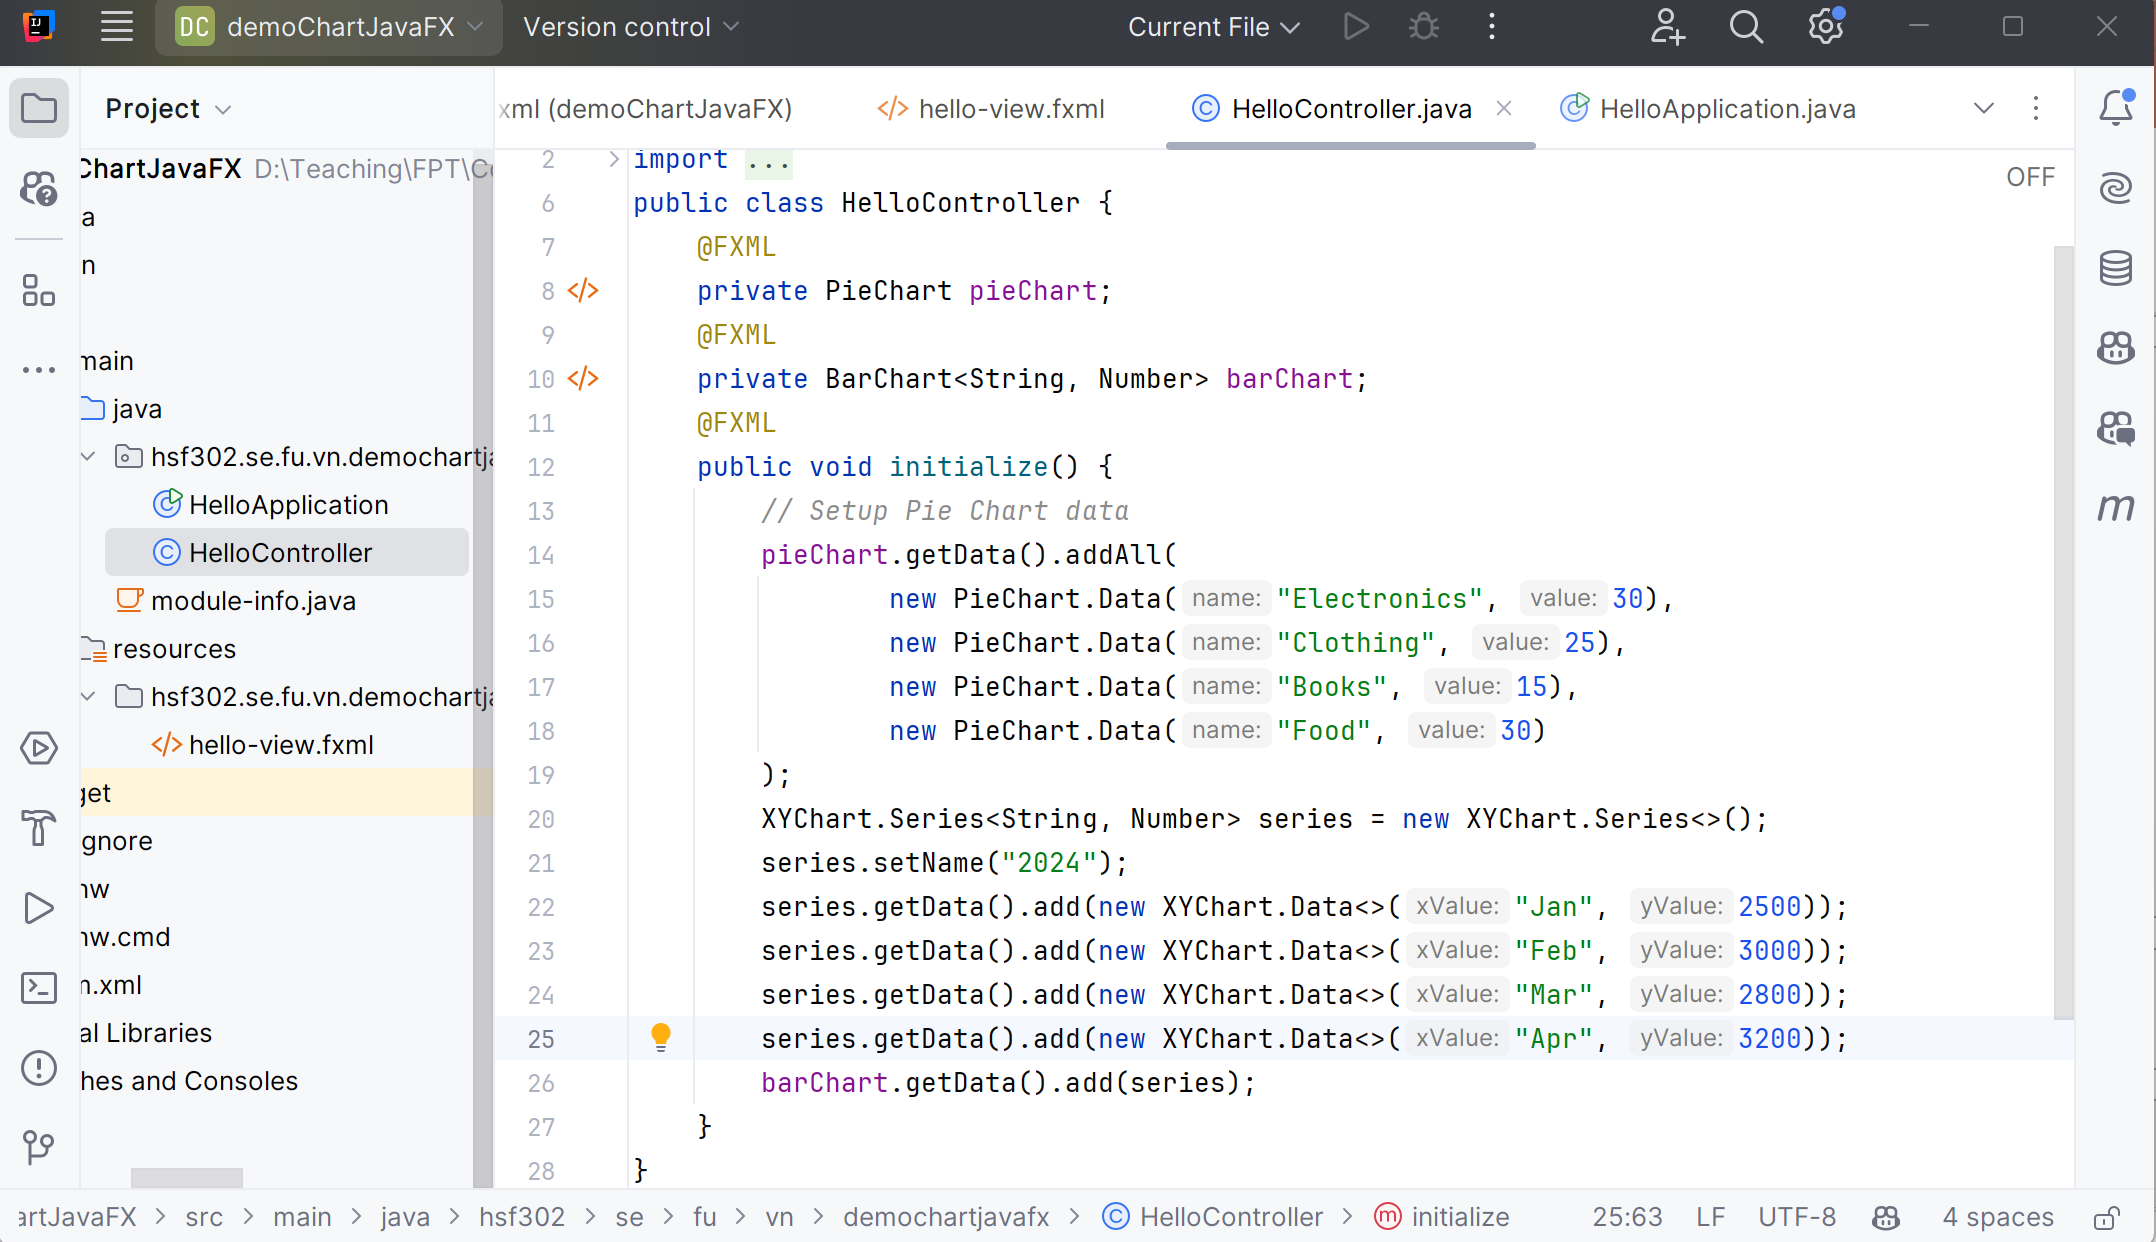 DC demoChartJavaFX Version control Current File
Project
xml (demoChartJavaFX) hello-view.fxml HelloController.java HelloApplication.java
ChartJavaFX D:\Teaching\FPT\C
a
n
main
java
hsf302.se.fu.vn.demochartja
HelloApplication
HelloController
module-info.java
resources
hsf302.se.fu.vn.demochartja
hello-view.fxml
get
gnore
nw
nw.cmd
m.xml
al Libraries
hes and Consoles
OFF
2 import ...
6 public class HelloController {
7 @FXML
8 private PieChart pieChart;
9 @FXML
10 private BarChart<String, Number> barChart;
11 @FXML
12 public void initialize() {
13 // Setup Pie Chart data
14 pieChart.getData().addAll(
15 new PieChart.Data( name: "Electronics", value: 30),
16 new PieChart.Data( name: "Clothing", value: 25),
17 new PieChart.Data( name: "Books", value: 15),
18 new PieChart.Data( name: "Food", value: 30)
19 );
20 XYChart.Series<String, Number> series = new XYChart.Series<>();
21 series.setName("2024");
22 series.getData().add(new XYChart.Data<>( xValue: "Jan", yValue: 2500));
23 series.getData().add(new XYChart.Data<>( xValue: "Feb", yValue: 3000));
24 series.getData().add(new XYChart.Data<>( xValue: "Mar", yValue: 2800));
25 series.getData().add(new XYChart.Data<>( xValue: "Apr", yValue: 3200));
26 barChart.getData().add(series);
27 }
28 }
artJavaFX > src > main > java > hsf302 > se > fu > vn > demochartjavafx > HelloController > initialize 25:63 LF UTF-8 4 spaces